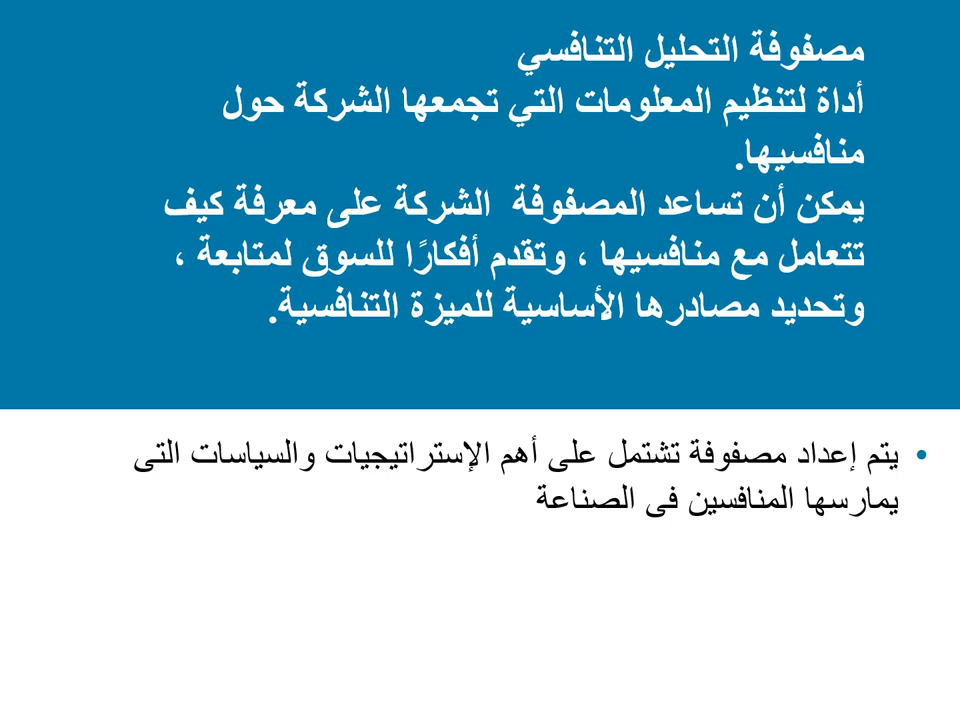 مصفوفة التحليل التنافسي
أداة لتنظيم المعلومات التي تجمعها الشركة حول
منافسيها.
يمكن أن تساعد المصفوفة  الشركة على معرفة كيف
تتعامل مع منافسيها ، وتقدم أفكارًا للسوق لمتابعة ،
وتحديد مصادرها الأساسية للميزة التنافسية.
• يتم إعداد مصفوفة تشتمل على أهم الإستراتيجيات والسياسات التى
يمارسها المنافسين فى الصناعة